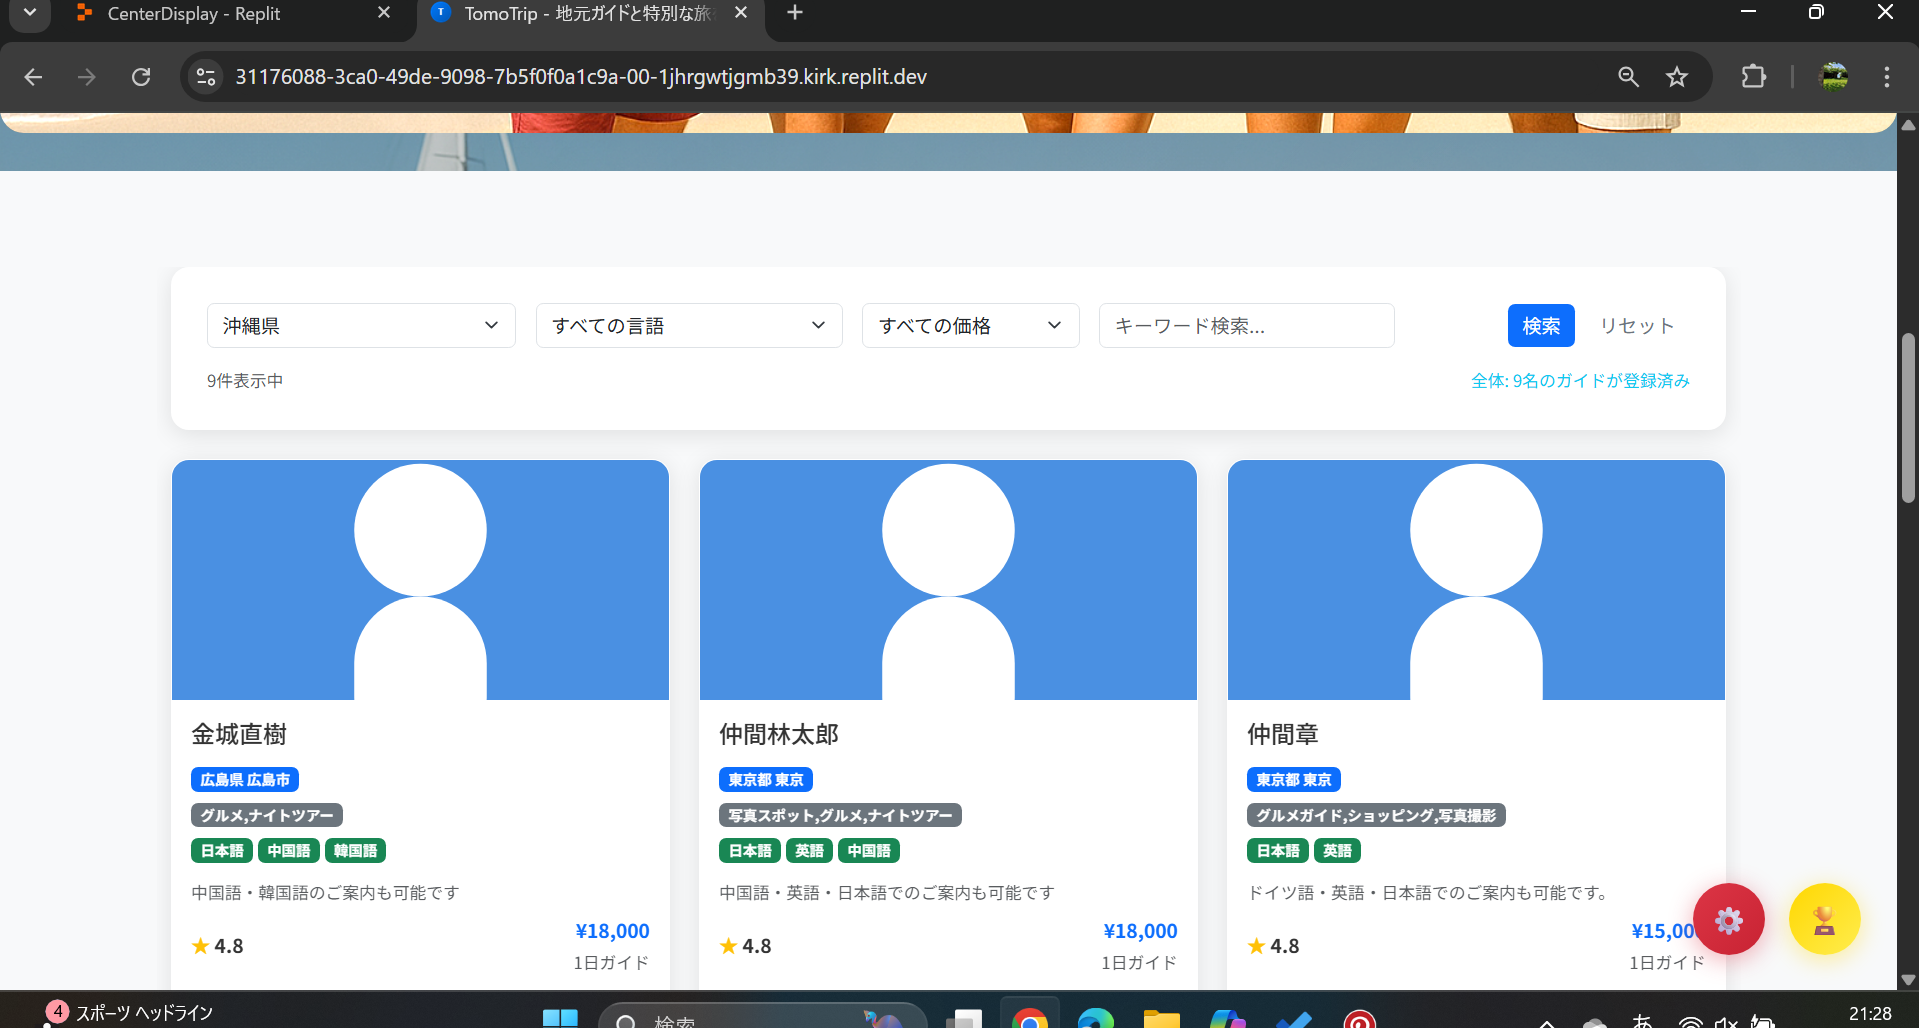 CenterDisplay - Replit
TomoTrip - 地元ガイドと特別な旅
31176088-3ca0-49de-9098-7b5f0f0a1c9a-00-1jhrgwtjgmb39.kirk.replit.dev
沖縄県 すべての言語 すべての価格 キーワード検索... 検索 リセット
9件表示中 全体: 9名のガイドが登録済み
金城直樹
広島県 広島市
グルメ,ナイトツアー
日本語 中国語 韓国語
中国語・韓国語のご案内も可能です
¥18,000
4.8
1日ガイド
仲間林太郎
東京都 東京
写真スポット,グルメ,ナイトツアー
日本語 英語 中国語
中国語・英語・日本語でのご案内も可能です
¥18,000
4.8
1日ガイド
仲間章
東京都 東京
グルメガイド,ショッピング,写真撮影
日本語 英語
ドイツ語・英語・日本語でのご案内も可能です。
¥15,00
4.8
1日ガイド
4 スポーツ ヘッドライン
検索
あ
21:28